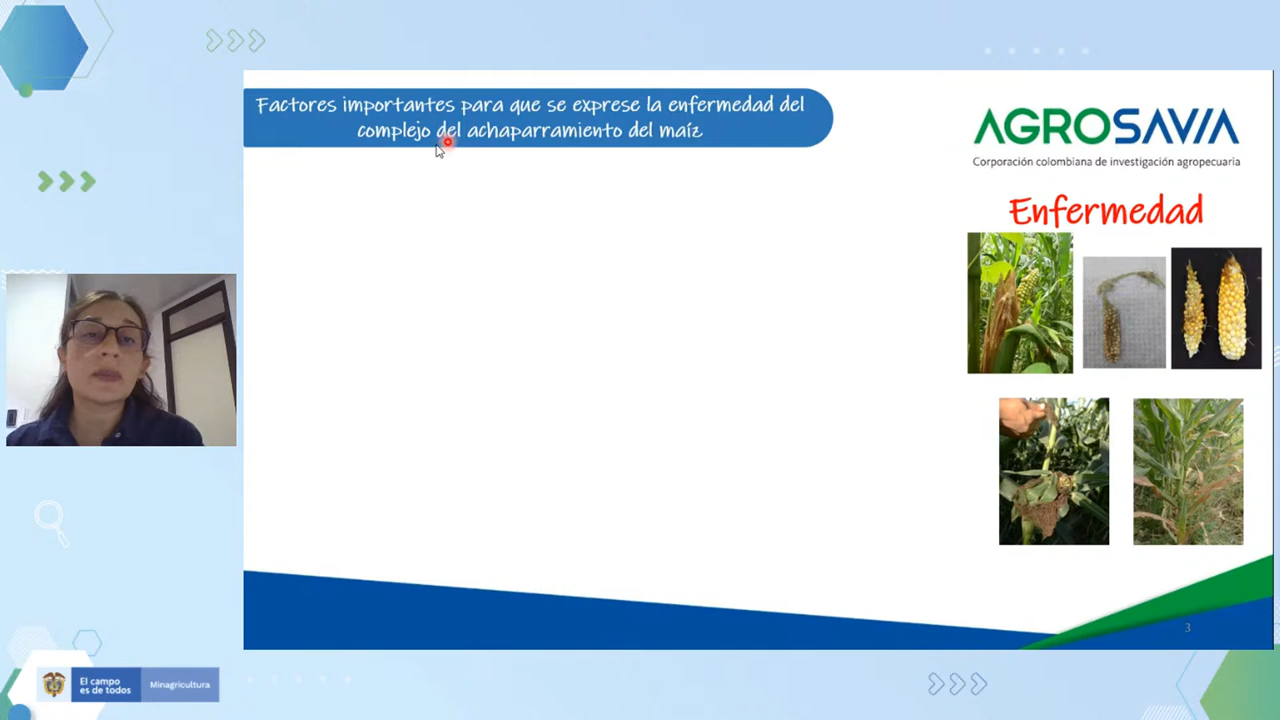 Factores importantes para que se exprese la enfermedad del
complejo del achaparramiento del maíz
AGROSAVIA
Corporación colombiana de investigación agropecuaria
Enfermedad
3
El campo
es de todos
Minagricultura